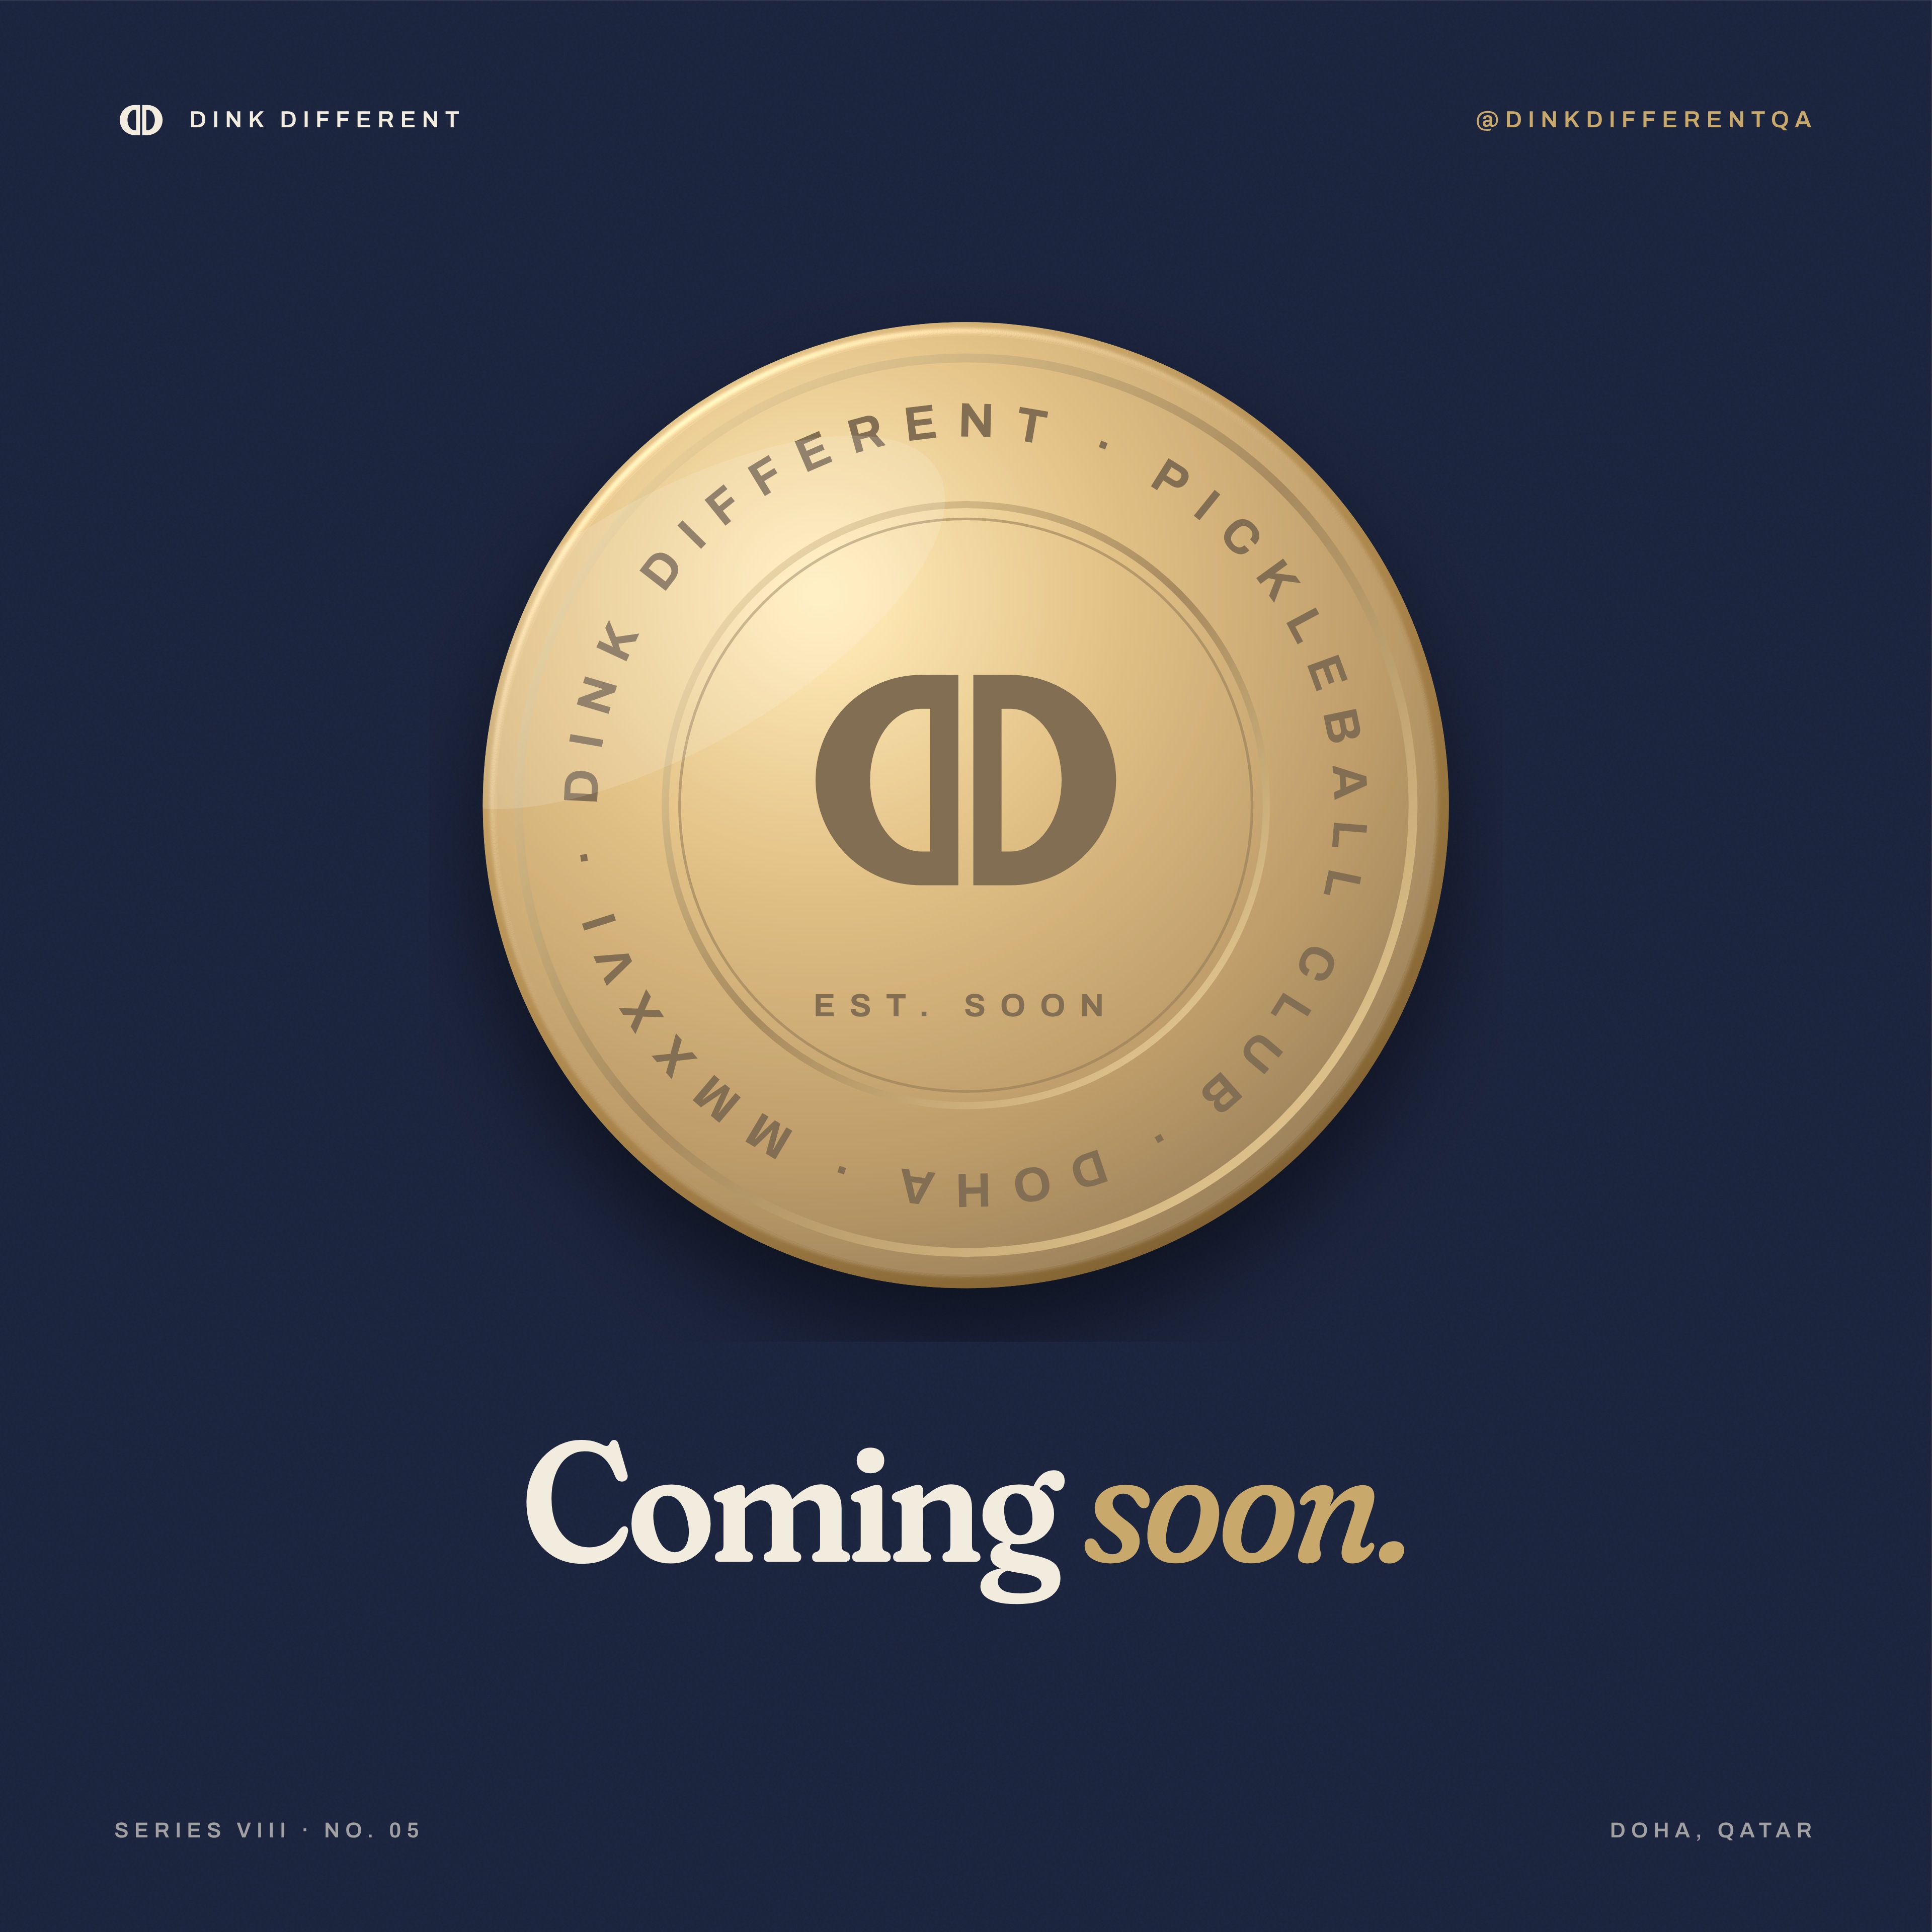 DINK DIFFERENT
@DINKDIFFERENTQA
DINK DIFFERENT · PICKLEBALL CLUB · DOHA · MMXXVI ·
EST. SOON
Coming soon.
SERIES VIII · NO. 05
DOHA, QATAR